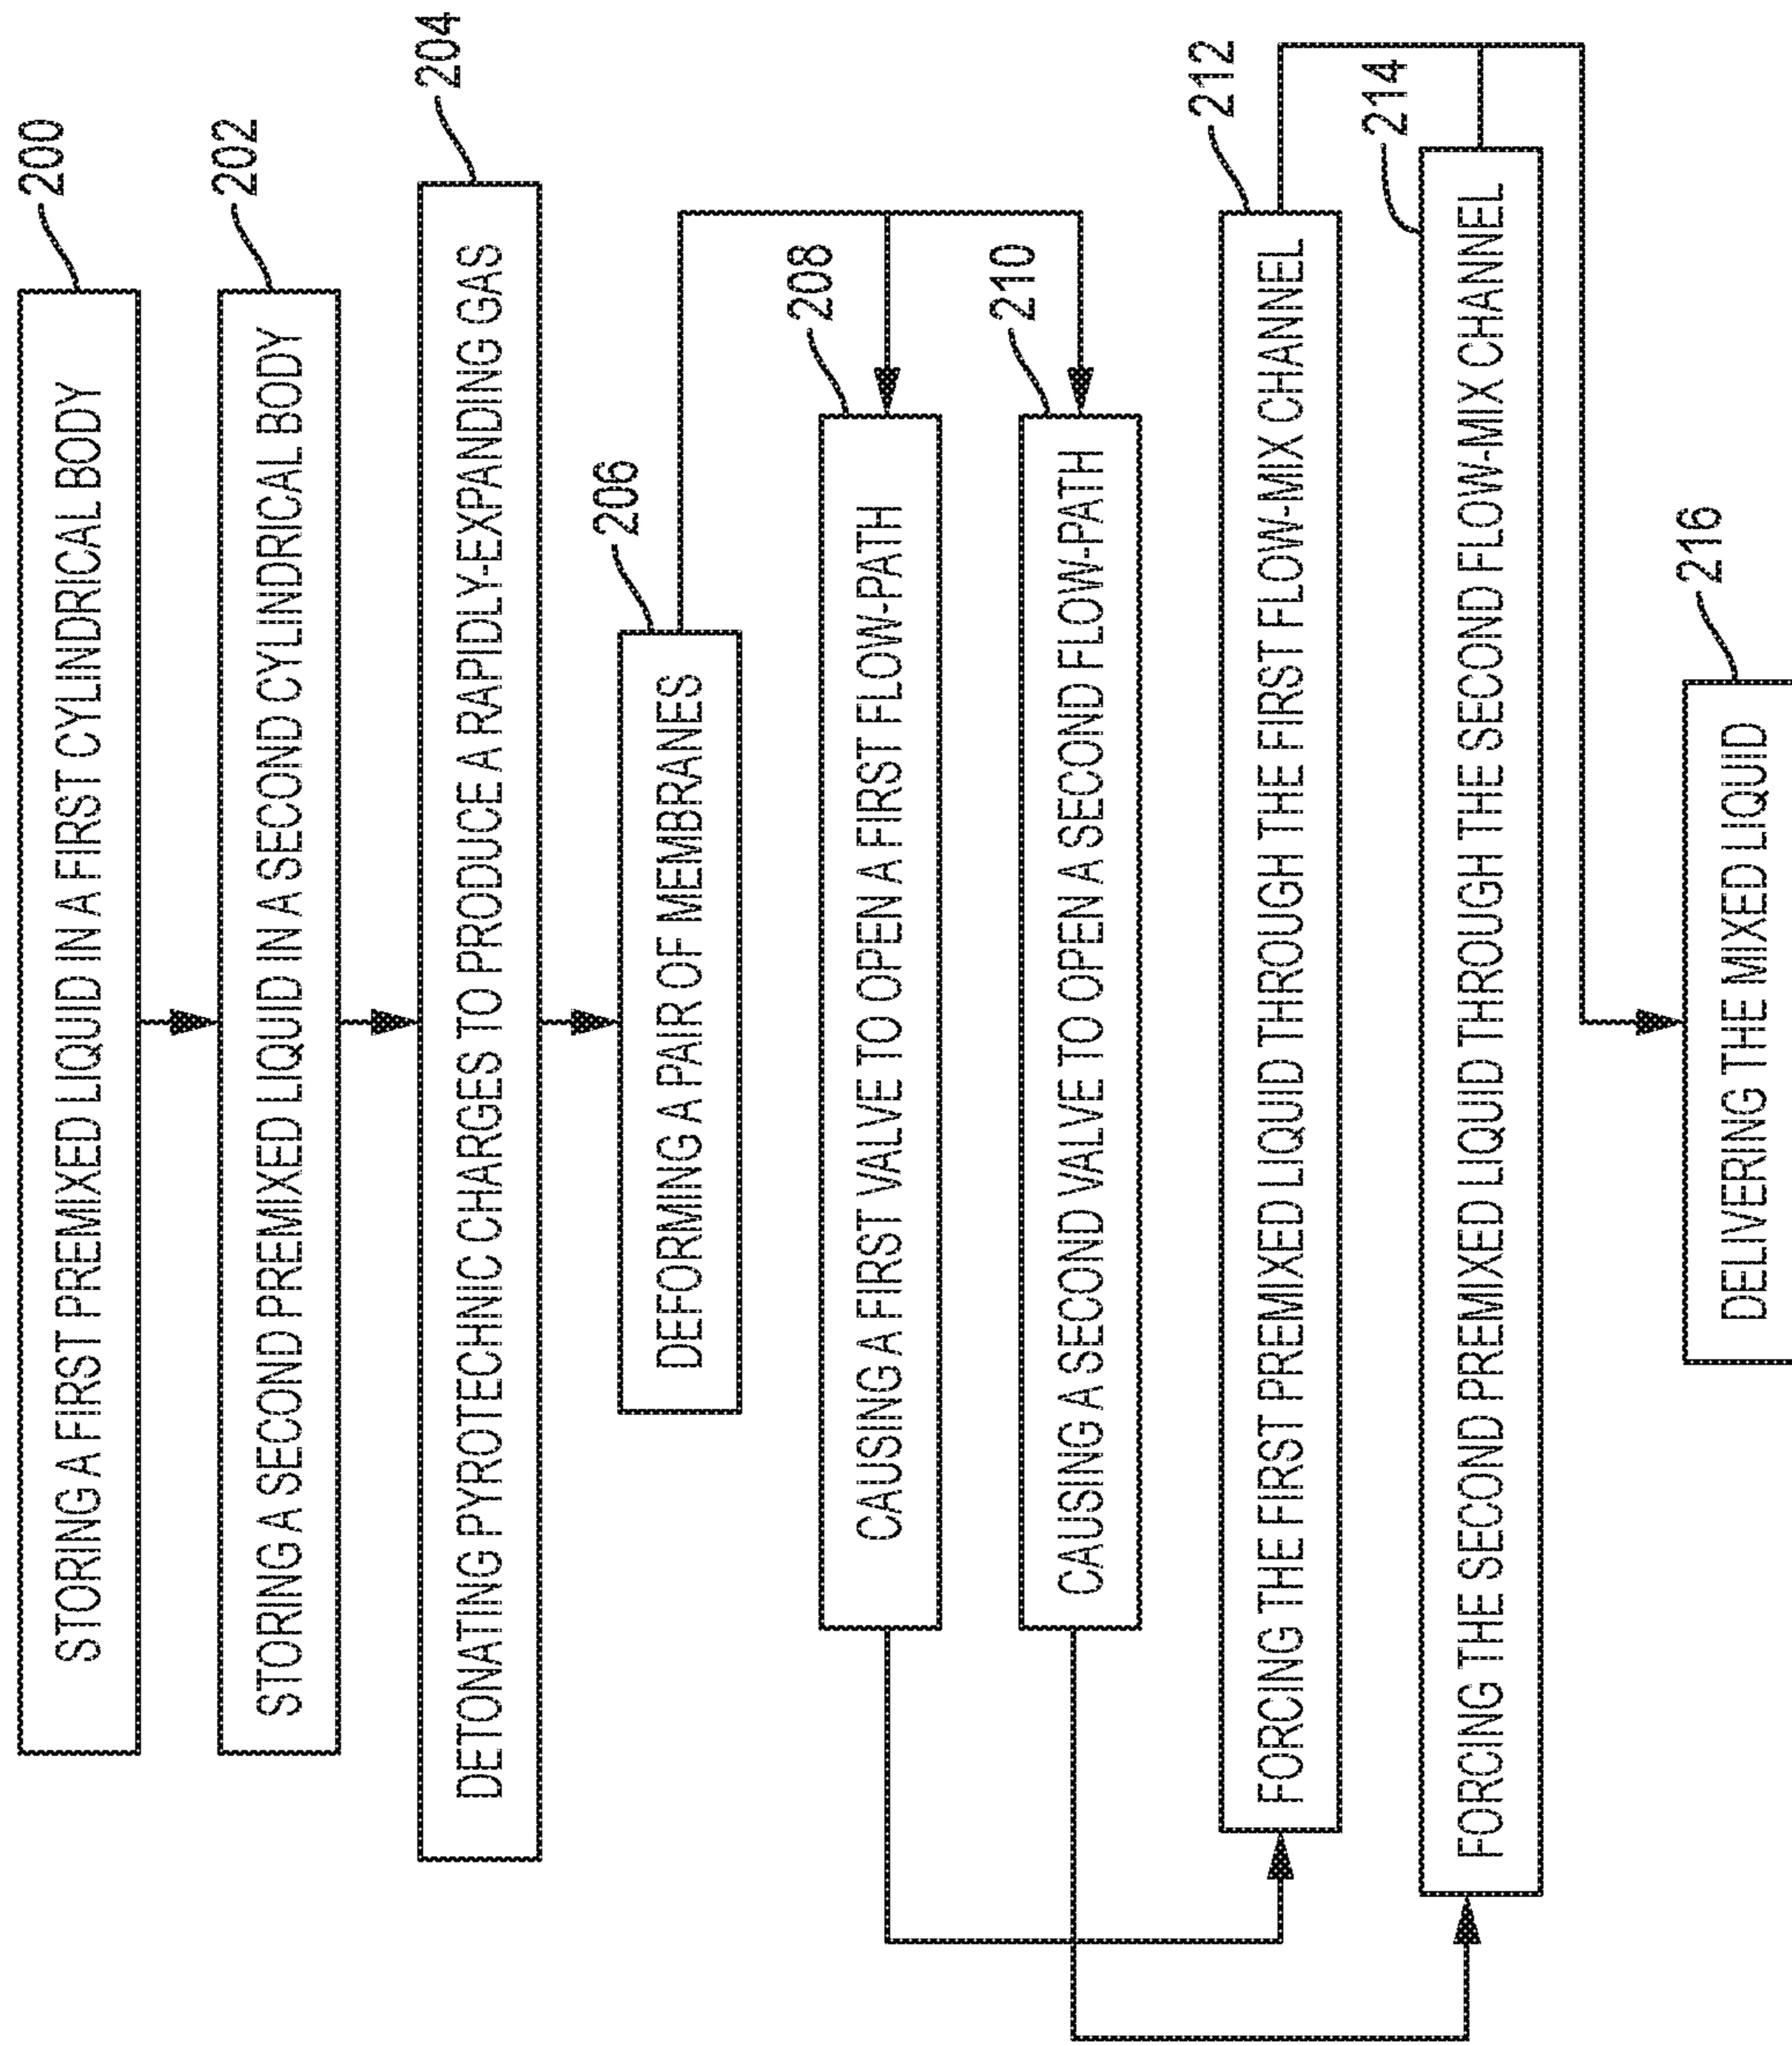 STORING A FIRST PREMIXED LIQUID IN A FIRST CYLINDRICAL BODY
200
STORING A SECOND PREMIXED LIQUID IN A SECOND CYLINDRICAL BODY
202
DETONATING PYROTECHNIC CHARGES TO PRODUCE A RAPIDLY-EXPANDING GAS
204
DEFORMING A PAIR OF MEMBRANES
206
CAUSING A FIRST VALVE TO OPEN A FIRST FLOW-PATH
208
CAUSING A SECOND VALVE TO OPEN A SECOND FLOW-PATH
210
FORCING THE FIRST PREMIXED LIQUID THROUGH THE FIRST FLOW-MIX CHANNEL
212
FORCING THE SECOND PREMIXED LIQUID THROUGH THE SECOND FLOW-MIX CHANNEL
214
DELIVERING THE MIXED LIQUID
216